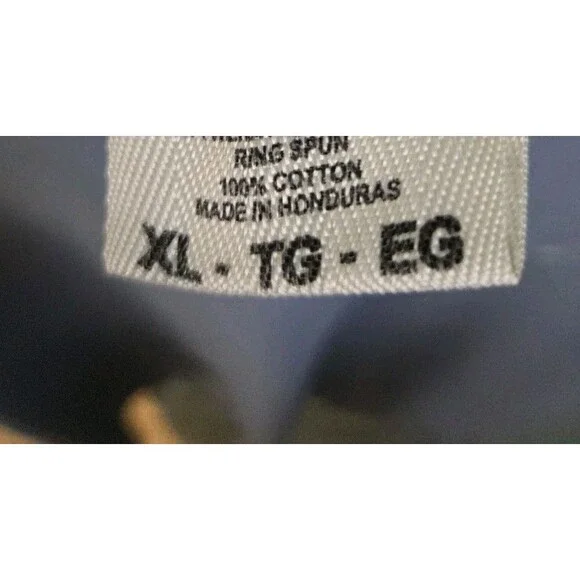 RING SPUN
100% COTTON
MADE IN HONDURAS
XL - TG - EG